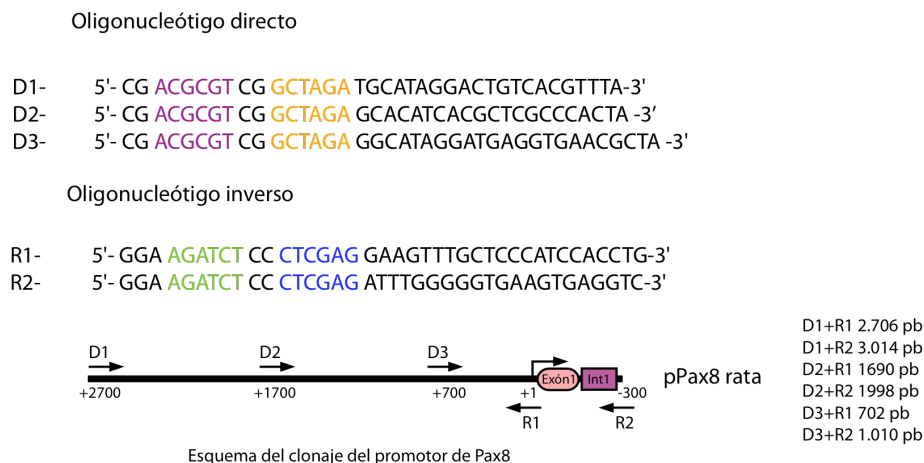 Oligonucleótigo directo
D1- 5'- CG ACGCGT CG GCTAGA TGCATAGGACTGTCACGTTTA-3'
D2- 5'- CG ACGCGT CG GCTAGA GCACATCACGCTCGCCCACTA -3'
D3- 5'- CG ACGCGT CG GCTAGA GGCATAGGATGAGGTGAACGCTA -3'
Oligonucleótigo inverso
R1- 5'- GGA AGATCT CC CTCGAG GAAGTTTGCTCCCATCCACCTG-3'
R2- 5'- GGA AGATCT CC CTCGAG ATTTGGGGGTGAAGTGAGGTC-3'
D1+R1 2.706 pb
D1+R2 3.014 pb
D2+R1 1690 pb
D2+R2 1998 pb
D3+R1 702 pb
D3+R2 1.010 pb
D1 D2 D3
Exón1 Int1 pPax8 rata
+2700 +1700 +700 +1 -300
R1 R2
Esquema del clonaje del promotor de Pax8